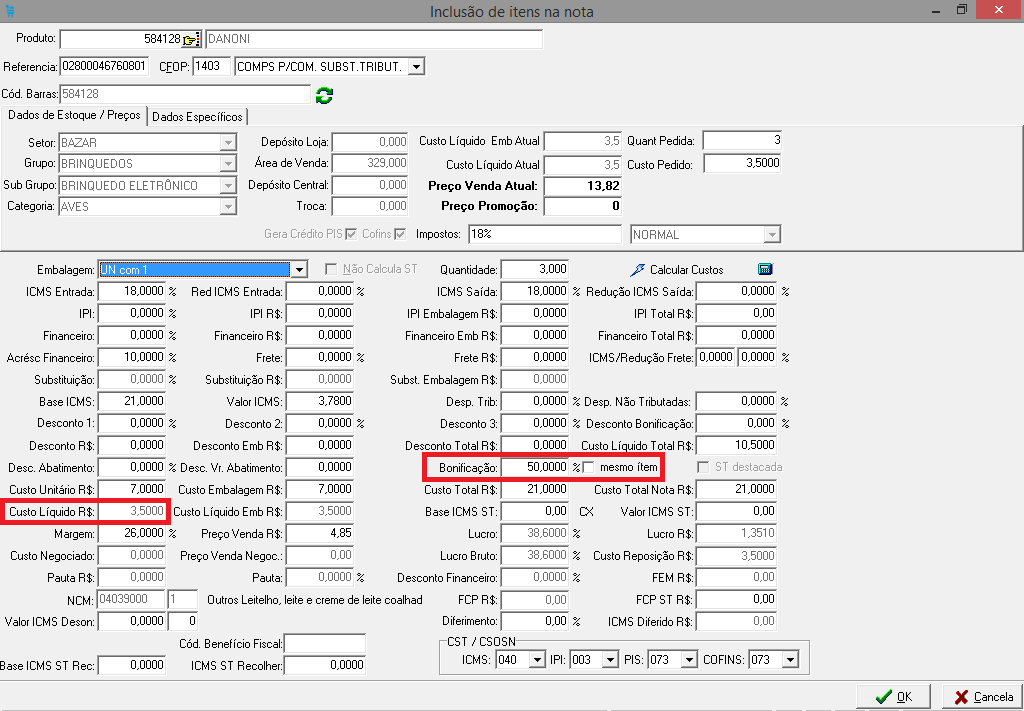 Inclusão de itens na nota
Produto: 584128 DANONI
Referencia: 02800046760801 CFOP: 1403 COMPS P/COM. SUBST.TRIBUT.
Cód. Barras: 584128
Dados de Estoque / Preços Dados Específicos
Setor: BAZAR Depósito Loja: 0,000 Custo Líquido Emb Atual 3,5 Quant Pedida: 3
Grupo: BRINQUEDOS Área de Venda: 329,000 Custo Líquido Atual 3,5 Custo Pedido: 3,5000
Sub Grupo: BRINQUEDO ELETRÔNICO Depósito Central: 0,000 Preço Venda Atual: 13,82
Categoria: AVES Troca: 0,000 Preço Promoção: 0
Gera Crédito PIS Cofins Impostos: 18% NORMAL
Embalagem: UN com 1 Não Calcula ST Quantidade: 3,000 Calcular Custos
ICMS Entrada: 18,0000 % Red ICMS Entrada: 0,0000 % ICMS Saída: 18,0000 % Redução ICMS Saída: 0,0000 %
IPI: 0,0000 % IPI R$: 0,0000 IPI Embalagem R$: 0,0000 IPI Total R$: 0,00
Financeiro: 0,0000 % Financeiro R$: 0,0000 Financeiro Emb R$: 0,0000 Financeiro Total R$: 0,0000
Acrésc Financeiro: 10,0000 % Frete: 0,0000 % Frete R$: 0,0000 ICMS/Redução Frete: 0,0000 0,0000 %
Substituição: 0,0000 % Substituição R$: 0,0000 Subst. Embalagem R$: 0,0000
Base ICMS: 21,0000 Valor ICMS: 3,7800 Desp. Trib: 0,0000 % Desp. Não Tributadas: 0,0000 %
Desconto 1: 0,0000 % Desconto 2: 0,0000 % Desconto 3: 0,0000 % Desconto Bonificação: 0,000 %
Desconto R$: 0,0000 Desconto Emb R$: 0,0000 Desconto Total R$: 0,0000 Custo Líquido Total R$: 10,5000
Desc. Abatimento: 0,0000 % Desc. Vr. Abatimento: 0,0000 Bonificação: 50,0000 % mesmo ítem ST destacada
Custo Unitário R$: 7,0000 Custo Embalagem R$: 7,0000 Custo Total R$: 21,0000 Custo Total Nota R$: 21,0000
Custo Líquido R$: 3,5000 Custo Líquido Emb R$: 3,5000 Base ICMS ST: 0,00 CX Valor ICMS ST: 0,00
Margem: 26,0000 % Preço Venda R$: 4,85 Lucro: 38,6000 % Lucro R$: 1,3510
Custo Negociado: 0,0000 Preço Venda Negoc.: 0,00 Lucro Bruto: 38,6000 % Custo Reposição R$: 3,5000
Pauta R$: 0,0000 Pauta: 0,0000 % Desconto Financeiro: 0,0000 % FEM R$: 0,00
NCM: 04039000 1 Outros Leitelho, leite e creme de leite coalhad FCP R$: 0,00 FCP ST R$: 0,00
Valor ICMS Deson: 0,0000 0 Diferimento: 0,00 % ICMS Diferido R$: 0,00
Cód. Benefício Fiscal:
CST / CSOSN
Base ICMS ST Rec: 0,0000 ICMS ST Recolher: 0,0000 ICMS: 040 IPI: 003 PIS: 073 COFINS: 073
OK Cancela